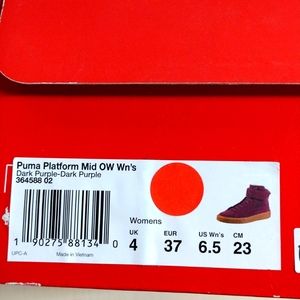 Puma Platform Mid OW Wn's
Dark Purple-Dark Purple
364588 02
Womens
UK EUR US Wn's CM
4 37 6.5 23
1 90275 88134 0
UPC-A Made in Vietnam